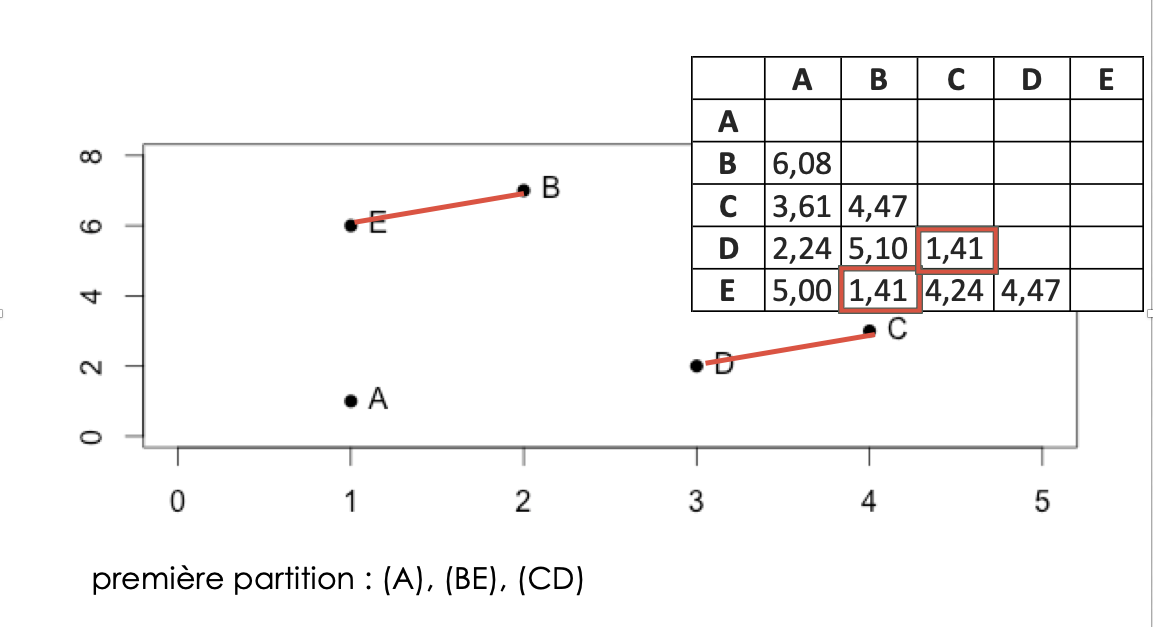 A B C D E
A
B 6,08
C 3,61 4,47
D 2,24 5,10 1,41
E 5,00 1,41 4,24 4,47
8
6
4
2
0
B
E
C
D
A
0 1 2 3 4 5
première partition : (A), (BE), (CD)